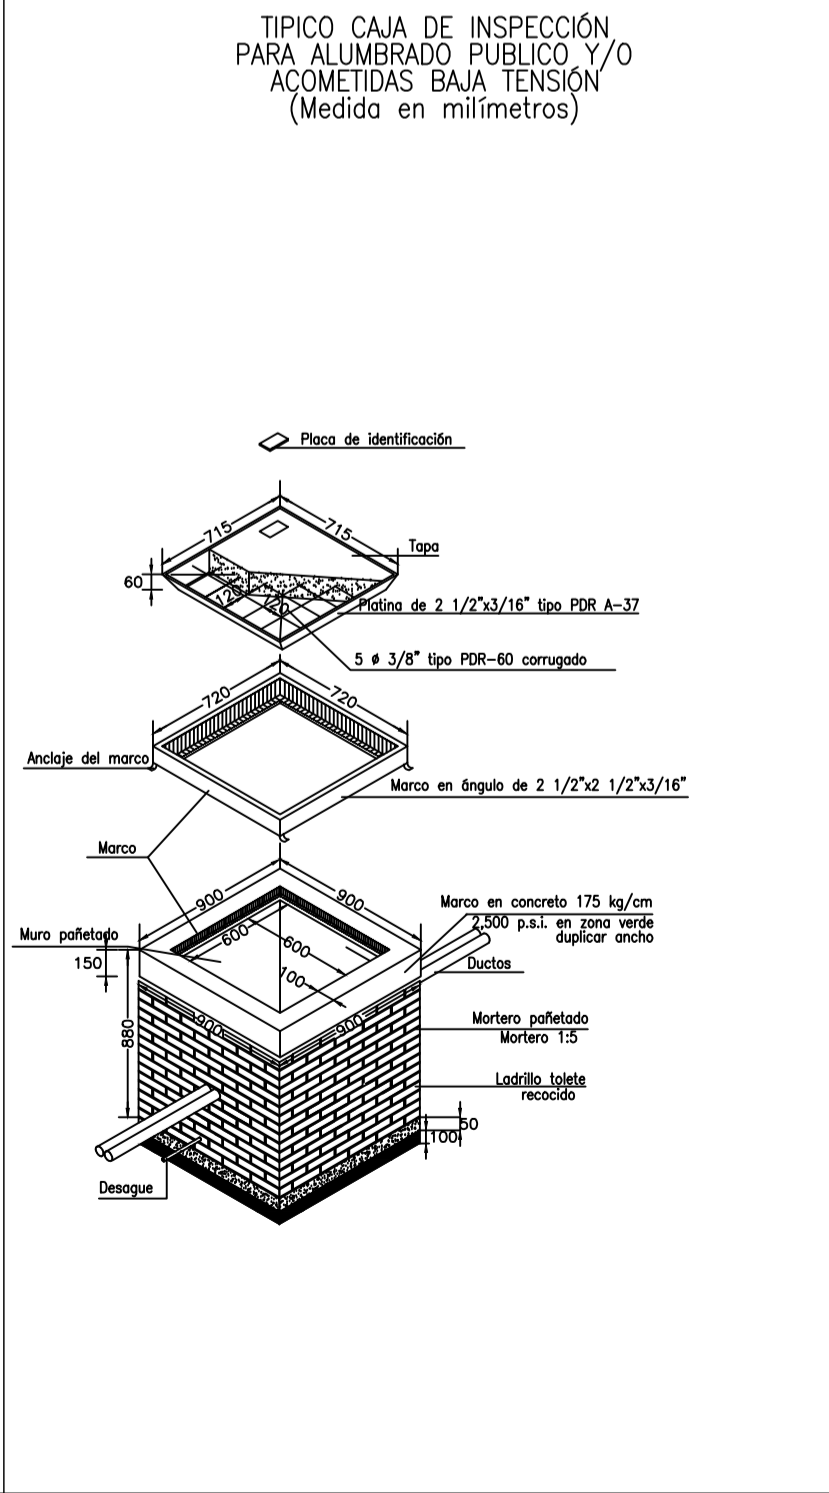 TIPICO CAJA DE INSPECCIÓN
PARA ALUMBRADO PUBLICO Y/O
ACOMETIDAS BAJA TENSIÓN
(Medida en milímetros)
Placa de identificación
715
715
Tapa
60
120
120
Platina de 2 1/2"x3/16" tipo PDR A-37
5 ø 3/8" tipo PDR-60 corrugado
720
720
Anclaje del marco
Marco en ángulo de 2 1/2"x2 1/2"x3/16"
Marco
900
900
Marco en concreto 175 kg/cm
2,500 p.s.i. en zona verde
duplicar ancho
Muro pañetado
600
600
150
100
Ductos
900
900
880
Mortero pañetado
Mortero 1:5
Ladrillo tolete
recocido
50
100
Desague